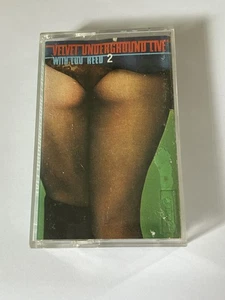 VELVET UNDERGROUND LIVE
WITH LOU REED 2